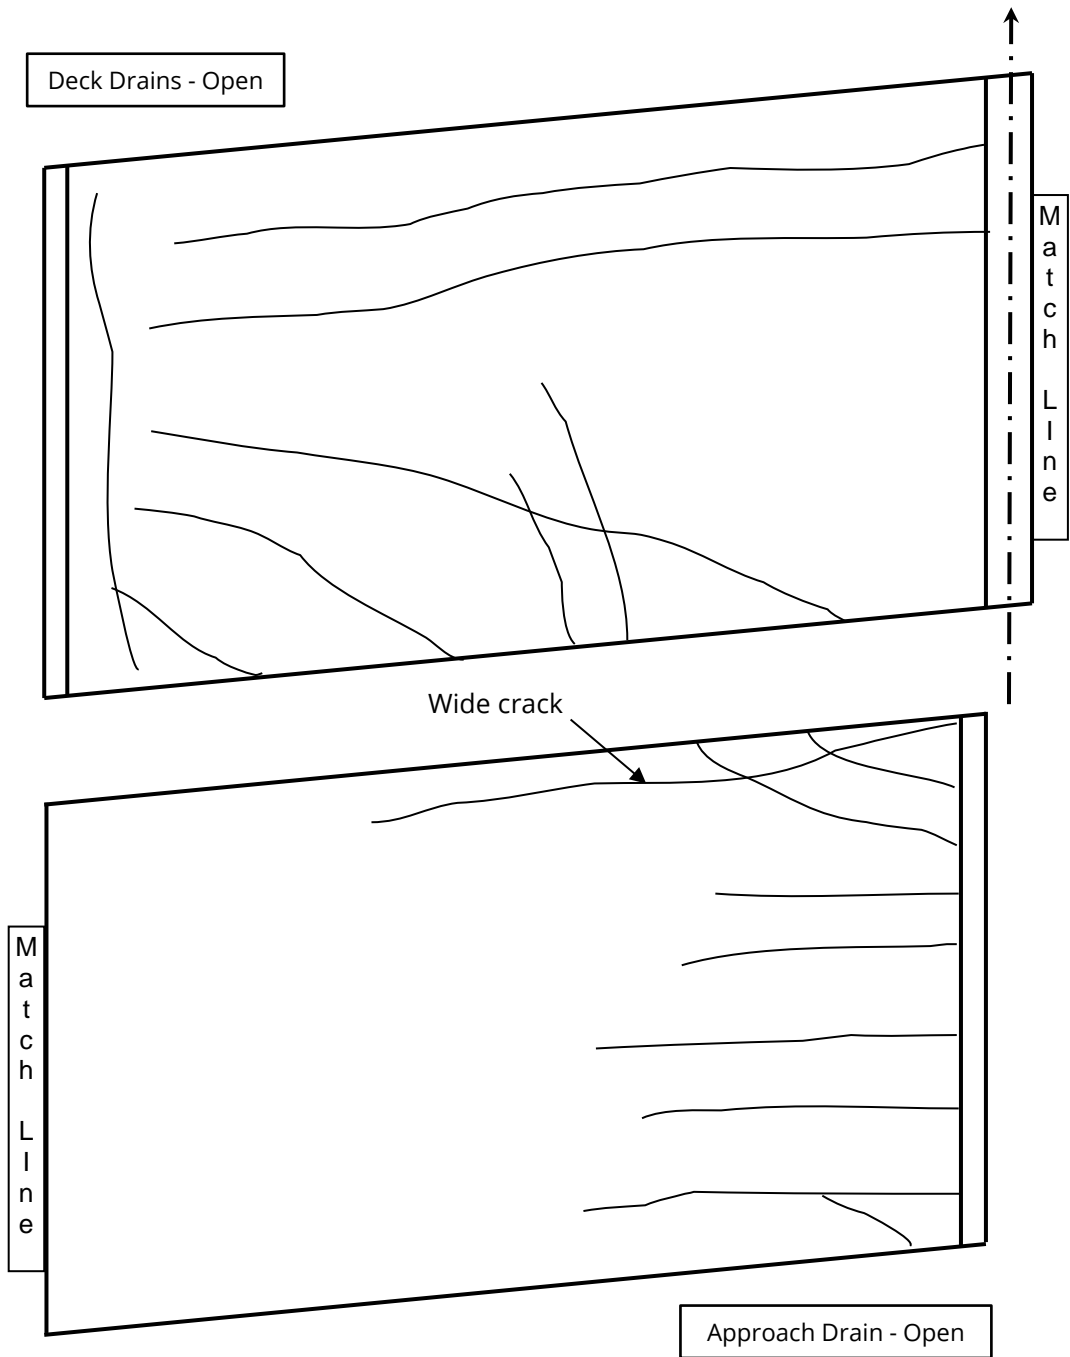 Deck Drains - Open
Match LIne
Wide crack
Match LIne
Approach Drain - Open